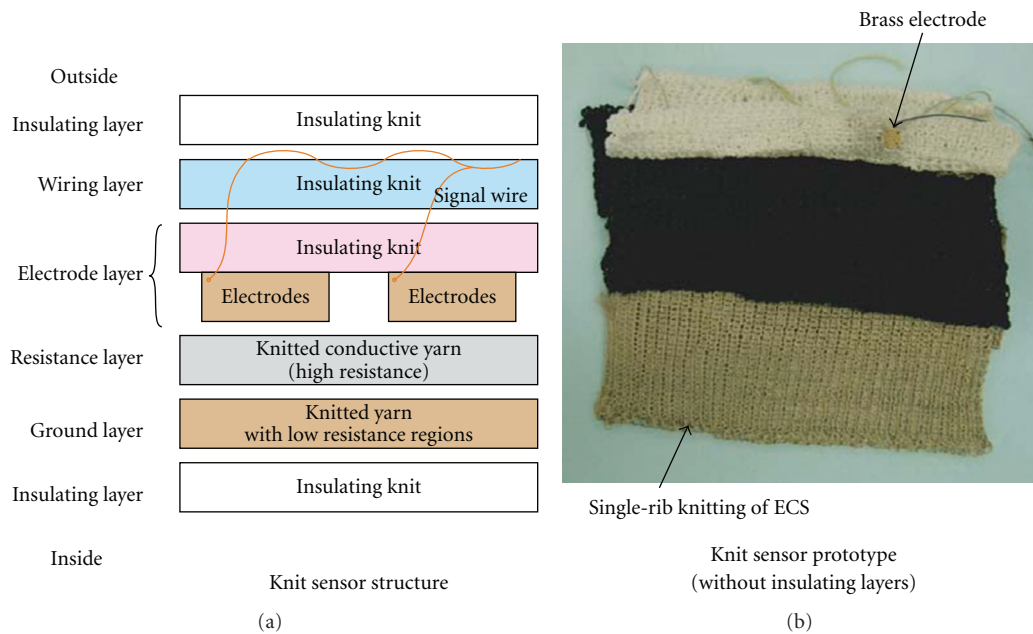 Outside
Insulating layer
Insulating knit
Wiring layer
Insulating knit
Signal wire
Electrode layer
Insulating knit
Electrodes
Electrodes
Resistance layer
Knitted conductive yarn
(high resistance)
Ground layer
Knitted yarn
with low resistance regions
Insulating layer
Insulating knit
Inside
Knit sensor structure
(a)
Brass electrode
Single-rib knitting of ECS
Knit sensor prototype
(without insulating layers)
(b)